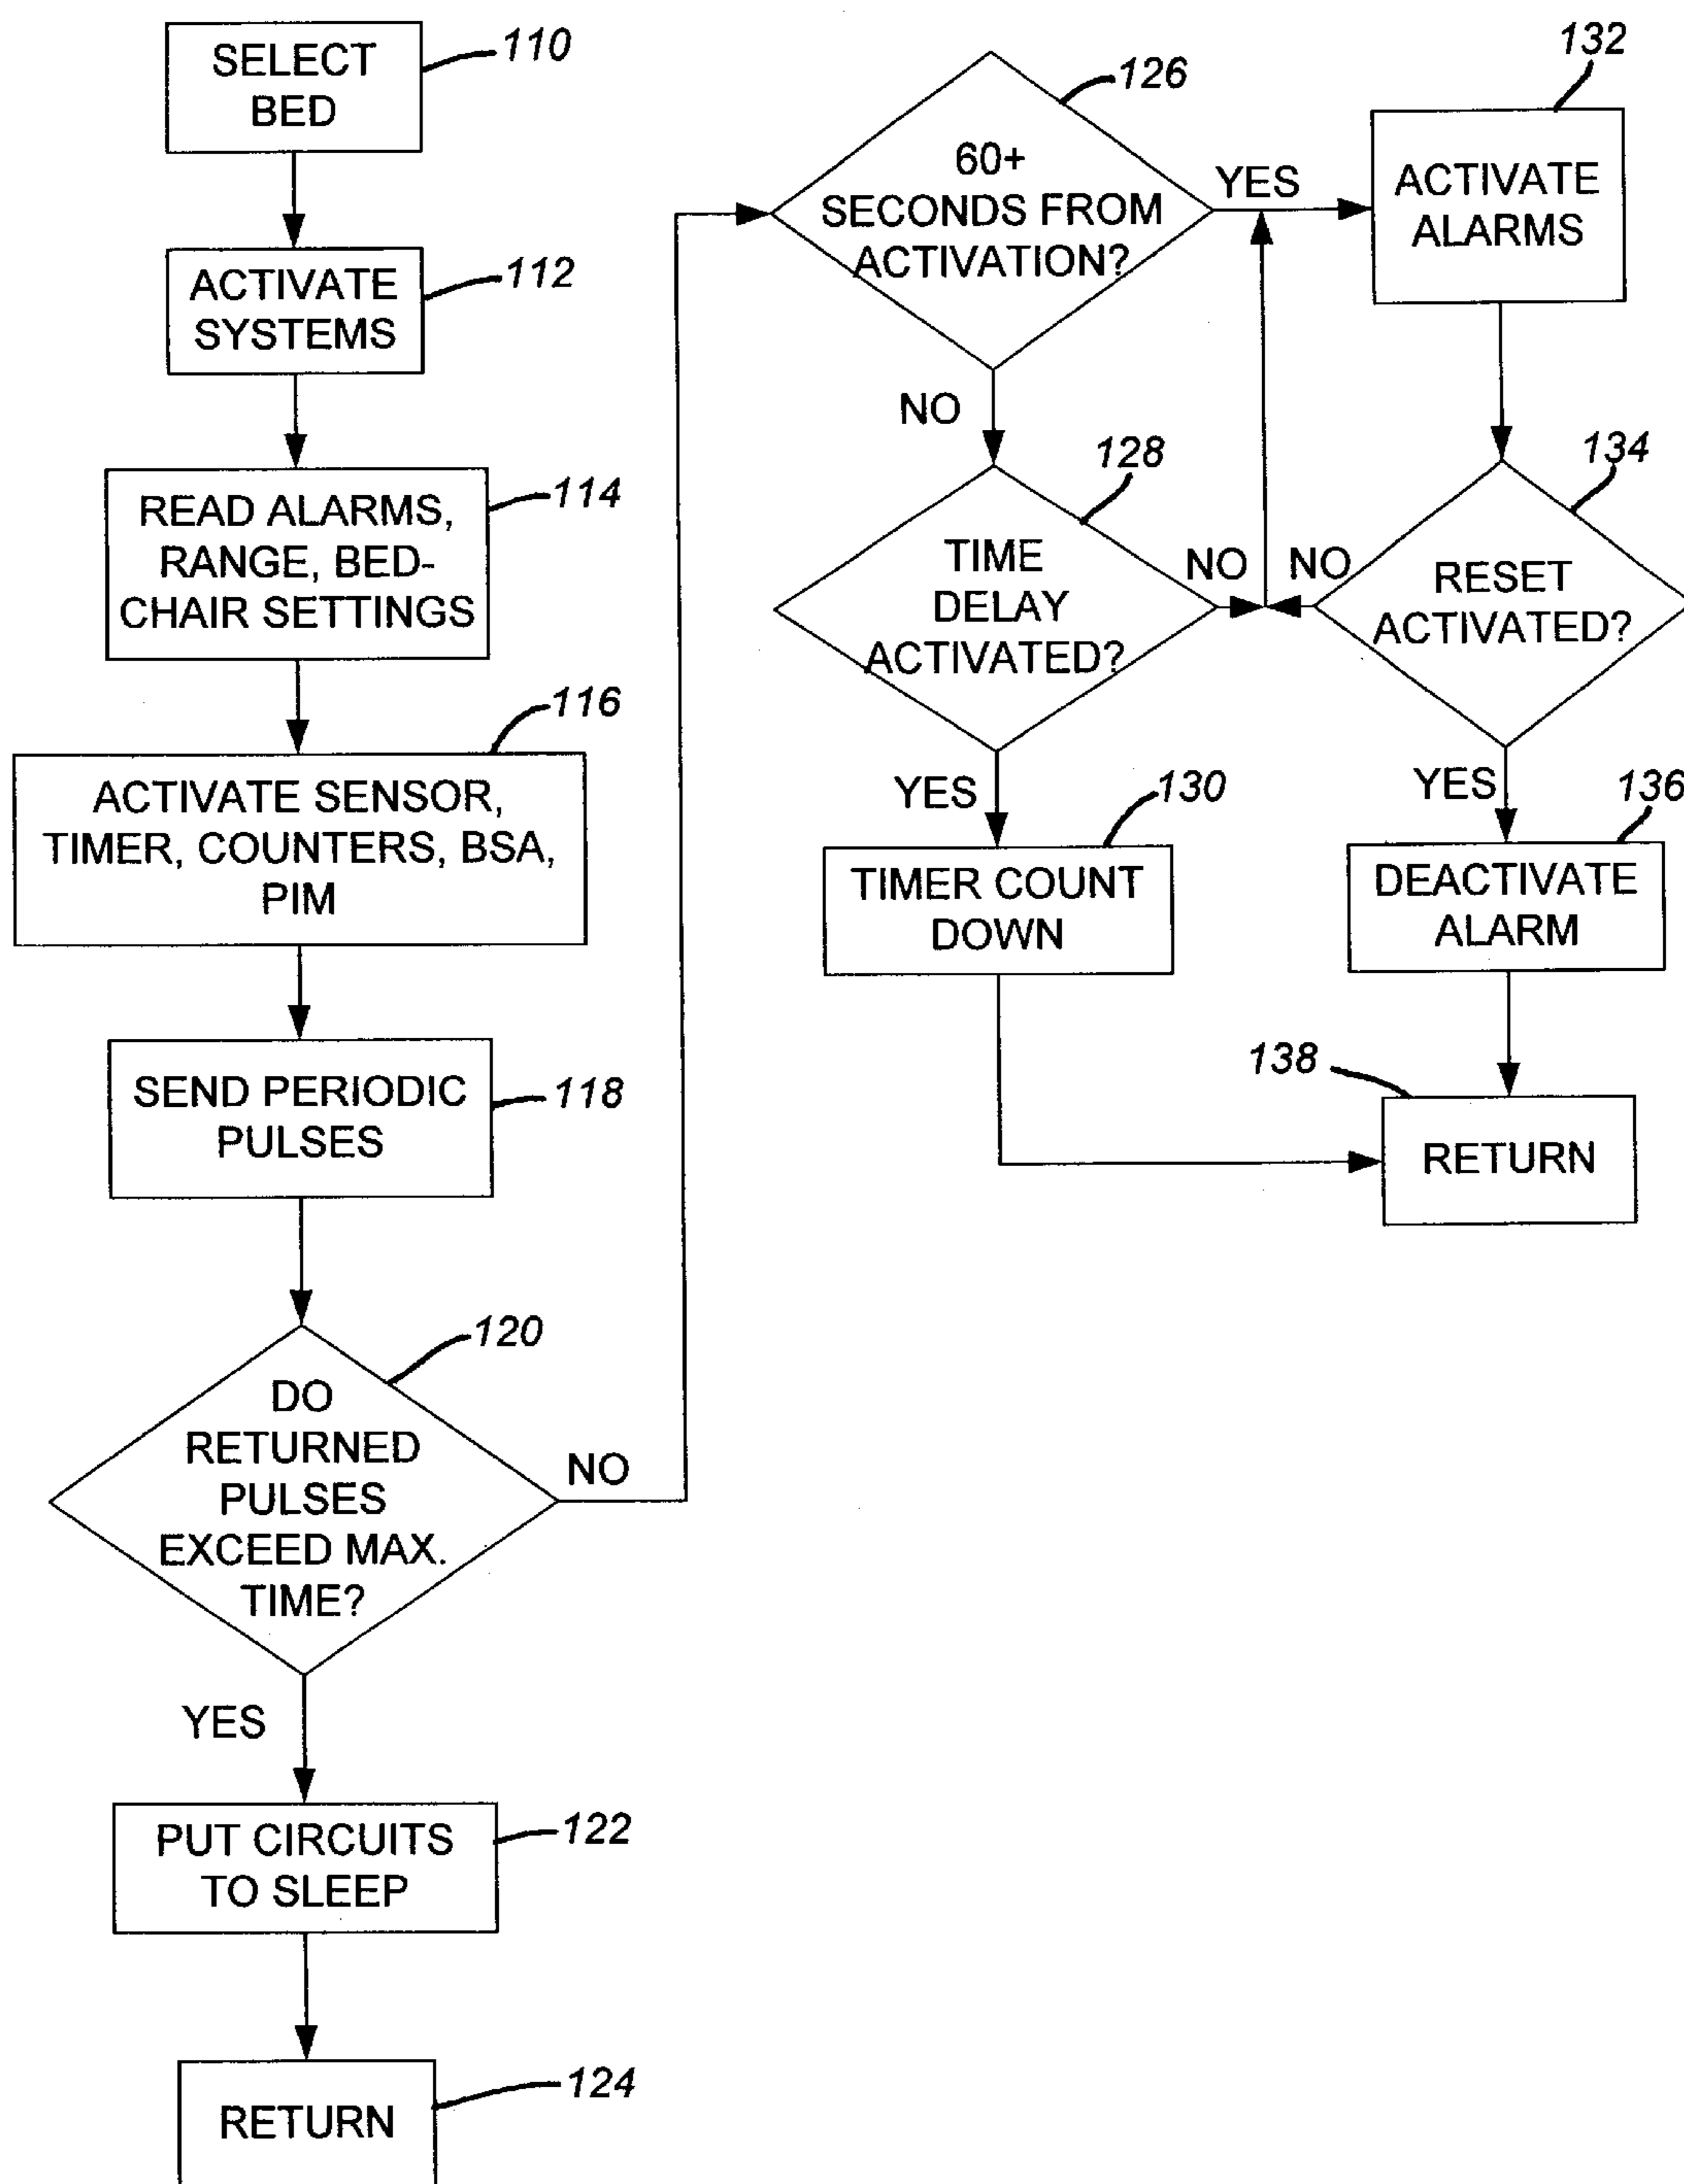 SELECT
BED
110
ACTIVATE
SYSTEMS
112
READ ALARMS,
RANGE, BED-
CHAIR SETTINGS
114
ACTIVATE SENSOR,
TIMER, COUNTERS, BSA,
PIM
116
SEND PERIODIC
PULSES
118
DO
RETURNED
PULSES
EXCEED MAX.
TIME?
120
NO
YES
PUT CIRCUITS
TO SLEEP
122
RETURN
124
60+
SECONDS FROM
ACTIVATION?
126
YES
NO
TIME
DELAY
ACTIVATED?
128
NO
YES
TIMER COUNT
DOWN
130
ACTIVATE
ALARMS
132
RESET
ACTIVATED?
134
NO
YES
DEACTIVATE
ALARM
136
RETURN
138